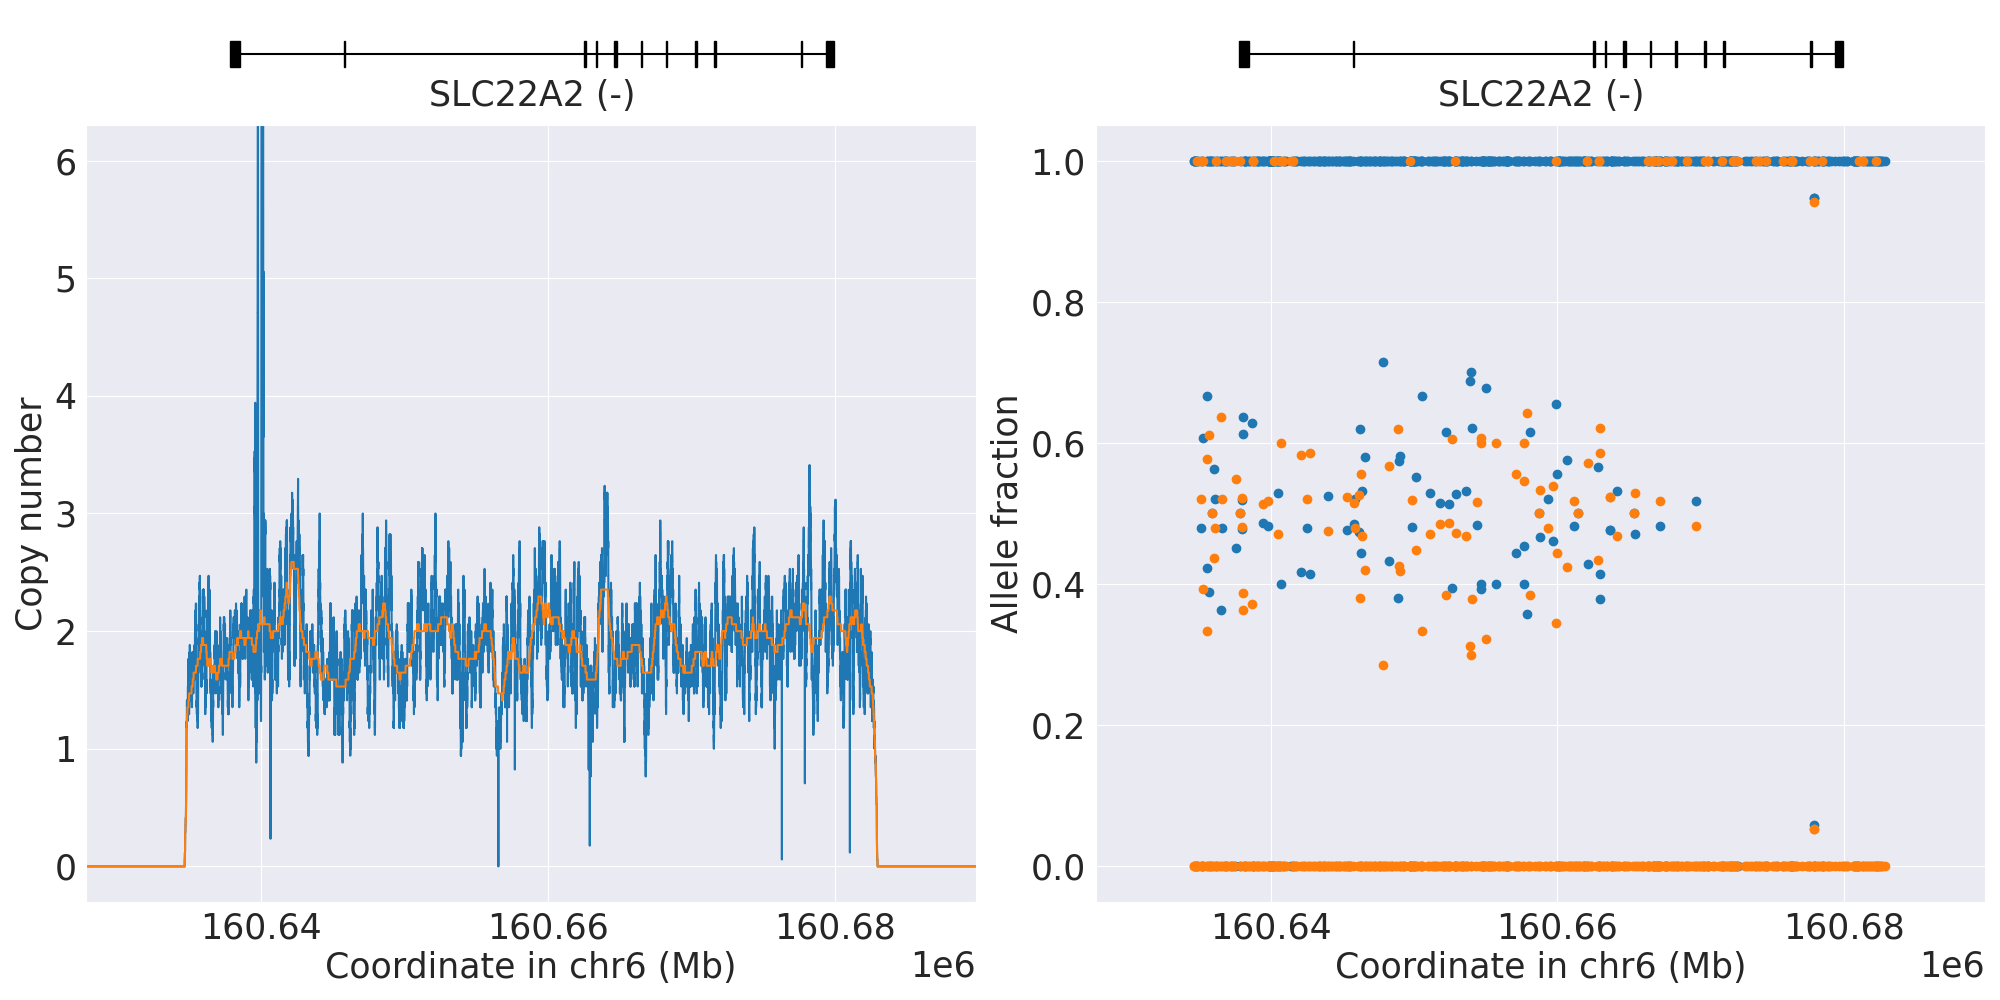 SLC22A2 (-)
6
5
4
3
2
1
0
Copy number
160.64 160.66 160.68
Coordinate in chr6 (Mb)
1e6
SLC22A2 (-)
1.0
0.8
0.6
0.4
0.2
0.0
Allele fraction
160.64 160.66 160.68
Coordinate in chr6 (Mb)
1e6